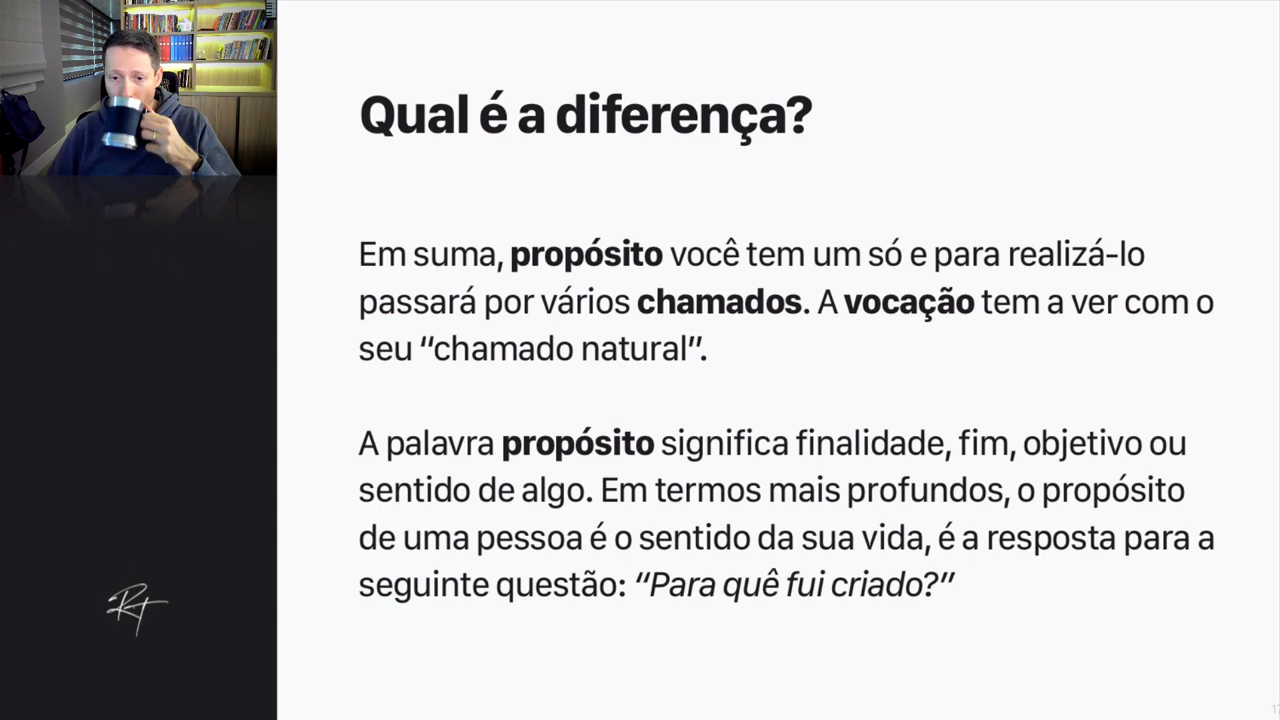 Qual é a diferença?
Em suma, propósito você tem um só e para realizá-lo
passará por vários chamados. A vocação tem a ver com o
seu “chamado natural”.
A palavra propósito significa finalidade, fim, objetivo ou
sentido de algo. Em termos mais profundos, o propósito
de uma pessoa é o sentido da sua vida, é a resposta para a
seguinte questão: “Para quê fui criado?”
RT